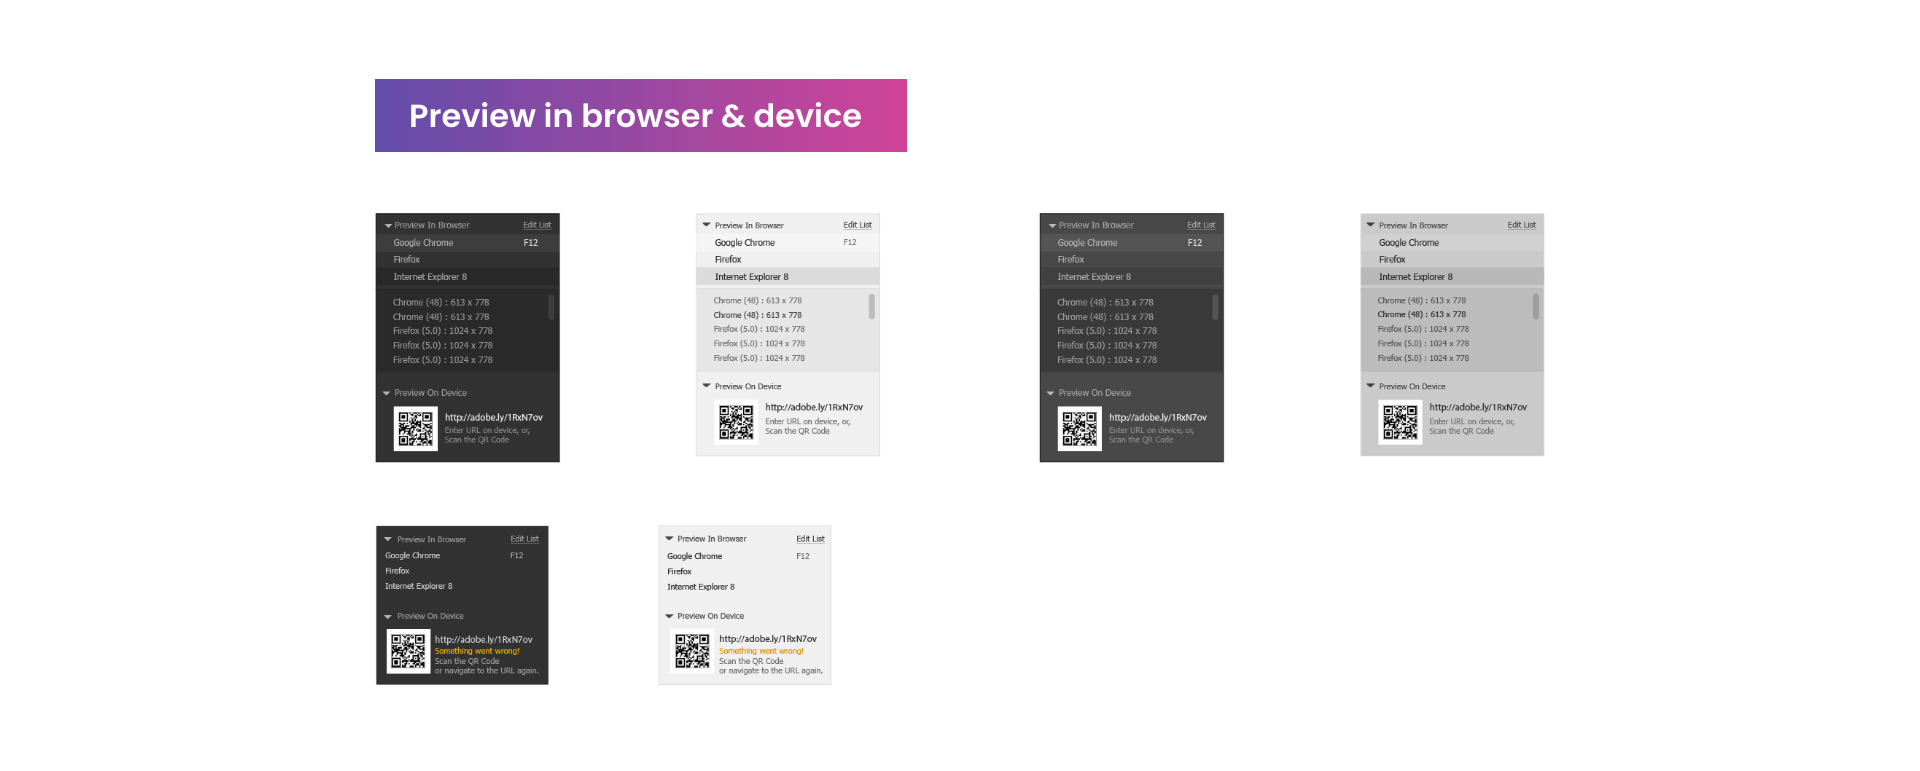 Preview in browser & device
Preview In Browser Edit List
Google Chrome F12
Firefox
Internet Explorer 8
Chrome (48) : 613 x 778
Chrome (48) : 613 x 778
Firefox (5.0) : 1024 x 778
Firefox (5.0) : 1024 x 778
Firefox (5.0) : 1024 x 778
Preview On Device
http://adobe.ly/1RxN7ov
Enter URL on device, or,
Scan the QR Code
Preview In Browser Edit List
Google Chrome F12
Firefox
Internet Explorer 8
Chrome (48) : 613 x 778
Chrome (48) : 613 x 778
Firefox (5.0) : 1024 x 778
Firefox (5.0) : 1024 x 778
Firefox (5.0) : 1024 x 778
Preview On Device
http://adobe.ly/1RxN7ov
Enter URL on device, or,
Scan the QR Code
Preview In Browser Edit List
Google Chrome F12
Firefox
Internet Explorer 8
Chrome (48) : 613 x 778
Chrome (48) : 613 x 778
Firefox (5.0) : 1024 x 778
Firefox (5.0) : 1024 x 778
Firefox (5.0) : 1024 x 778
Preview On Device
http://adobe.ly/1RxN7ov
Enter URL on device, or,
Scan the QR Code
Preview In Browser Edit List
Google Chrome
Firefox
Internet Explorer 8
Chrome (48) : 613 x 778
Chrome (48) : 613 x 778
Firefox (5.0) : 1024 x 778
Firefox (5.0) : 1024 x 778
Firefox (5.0) : 1024 x 778
Preview On Device
http://adobe.ly/1RxN7ov
Enter URL on device, or,
Scan the QR Code
Preview In Browser Edit List
Google Chrome F12
Firefox
Internet Explorer 8
Preview On Device
http://adobe.ly/1RxN7ov
Something went wrong!
Scan the QR Code
or navigate to the URL again.
Preview In Browser Edit List
Google Chrome F12
Firefox
Internet Explorer 8
Preview On Device
http://adobe.ly/1RxN7ov
Something went wrong!
Scan the QR Code
or navigate to the URL again.